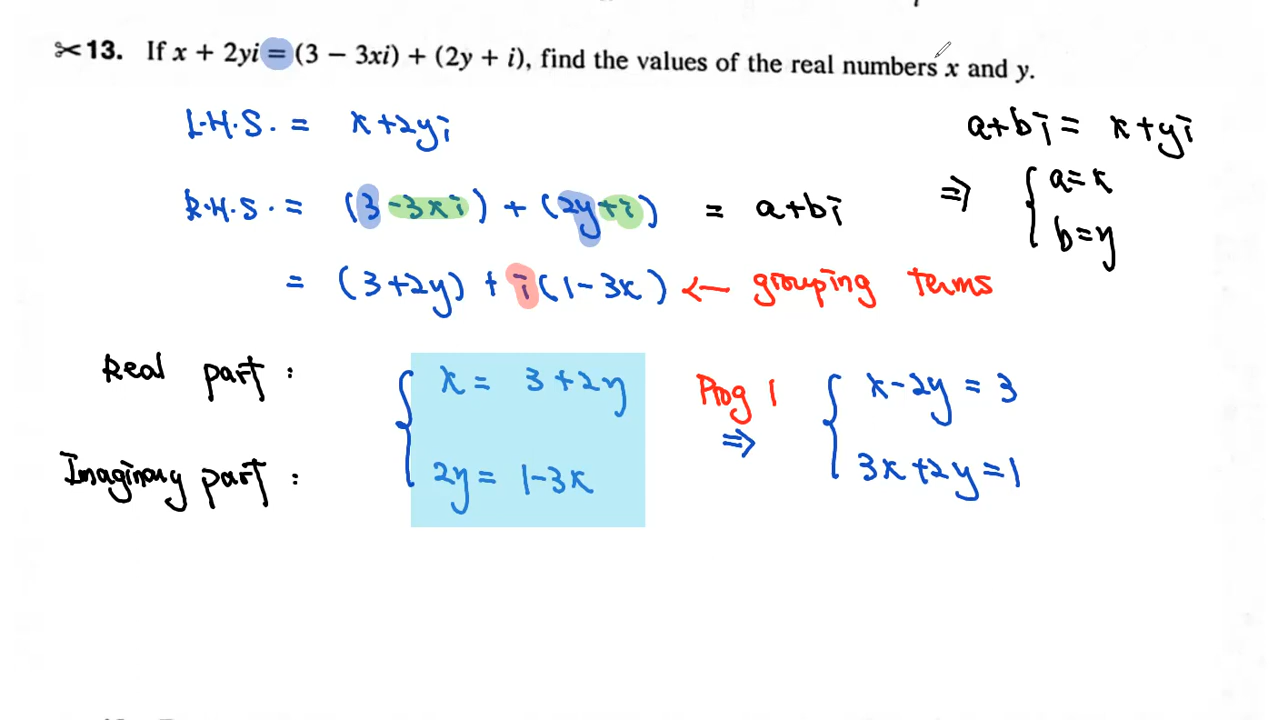 ✂13. If x + 2yi = (3 − 3xi) + (2y + i), find the values of the real numbers x and y.
L.H.S. = x+2yi
a+bi = x+yi
R.H.S. = (3-3xi) + (2y+i) = a+bi
⇒ { a=x
b=y
= (3+2y) + i(1-3x) ← grouping terms
Real part : { x = 3+2y
Prog 1 ⇒ { x-2y = 3
Imaginary part : 2y = 1-3x
3x+2y=1